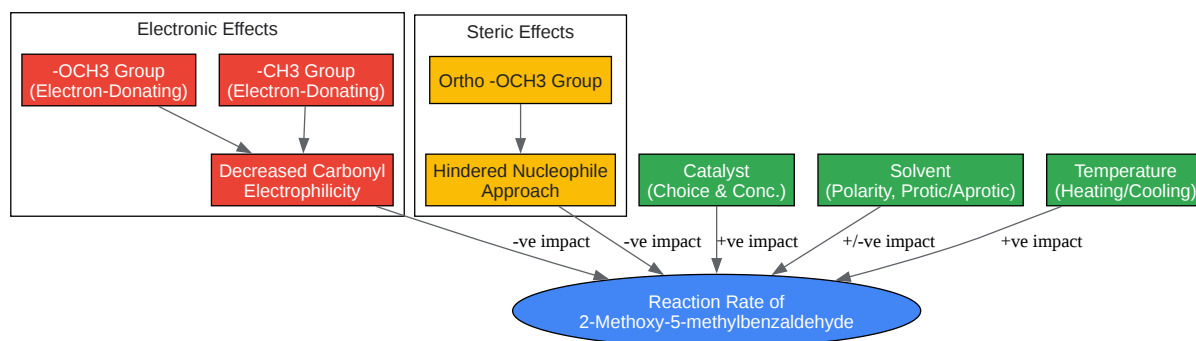 Electronic Effects
Steric Effects
-OCH3 Group
(Electron-Donating)
-CH3 Group
(Electron-Donating)
Ortho -OCH3 Group
Decreased Carbonyl
Electrophilicity
Hindered Nucleophile
Approach
Catalyst
(Choice & Conc.)
Solvent
(Polarity, Protic/Aprotic)
Temperature
(Heating/Cooling)
-ve impact
-ve impact
+ve impact
+/-ve impact
+ve impact
Reaction Rate of
2-Methoxy-5-methylbenzaldehyde